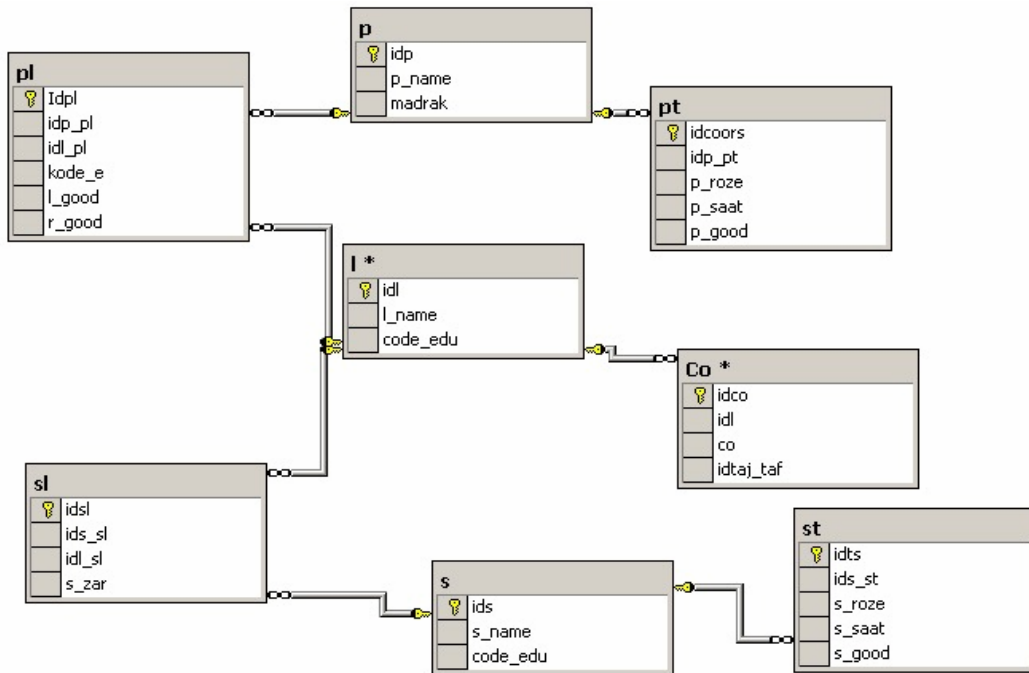 p
idp
p_name
madrak
pl
Idpl
idp_pl
idl_pl
kode_e
l_good
r_good
pt
idcoors
idp_pt
p_roze
p_saat
p_good
l *
idl
l_name
code_edu
Co *
idco
idl
co
idtaj_taf
sl
idsl
ids_sl
idl_sl
s_zar
s
ids
s_name
code_edu
st
idts
ids_st
s_roze
s_saat
s_good